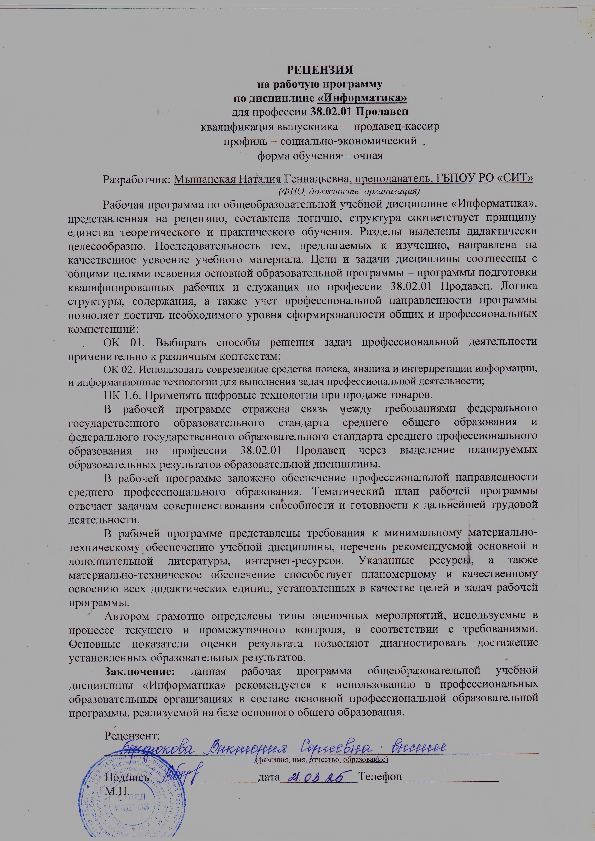 РЕЦЕНЗИЯ
на рабочую программу
по дисциплине «Информатика»
для профессии 38.02.01 Продавец
квалификация выпускника продавец-кассир
профиль – социально-экономический
форма обучения- очная
Разработчик: Мышанская Наталия Геннадьевна, преподаватель, ГБПОУ РО «СИТ»
(ФИО, должность, организация)
Рабочая программа по общеобразовательной учебной дисциплине «Информатика»,
представленная на рецензию, составлена логично, структура соответствует принципу
единства теоретического и практического обучения. Разделы выделены дидактически
целесообразно. Последовательность тем, предлагаемых к изучению, направлена на
качественное усвоение учебного материала. Цели и задачи дисциплины соотнесены с
общими целями освоения основной образовательной программы – программы подготовки
квалифицированных рабочих и служащих по профессии 38.02.01 Продавец. Логика
структуры, содержания, а также учет профессиональной направленности программы
позволяет достичь необходимого уровня сформированности общих и профессиональных
компетенций:
ОК 01. Выбирать способы решения задач профессиональной деятельности
применительно к различным контекстам;
ОК 02. Использовать современные средства поиска, анализа и интерпретации информации,
и информационные технологии для выполнения задач профессиональной деятельности;
ПК 1.6. Применять цифровые технологии при продаже товаров.
В рабочей программе отражена связь между требованиями федерального
государственного образовательного стандарта среднего общего образования и
федерального государственного образовательного стандарта среднего профессионального
образования по профессии 38.02.01 Продавец через выделение планируемых
образовательных результатов образовательной дисциплины.
В рабочей программе заложено обеспечение профессиональной направленности
среднего профессионального образования. Тематический план рабочей программы
отвечает задачам совершенствования способности и готовности к дальнейшей трудовой
деятельности.
В рабочей программе представлены требования к минимальному материально-
техническому обеспечению учебной дисциплины, перечень рекомендуемой основной и
дополнительной литературы, интернет-ресурсов. Указанные ресурсы, а также
материально-техническое обеспечение способствует планомерному и качественному
освоению всех дидактических единиц, установленных в качестве целей и задач рабочей
программы.
Автором грамотно определены типы оценочных мероприятий, используемые в
процессе текущего и промежуточного контроля, в соответствии с требованиями.
Основные показатели оценки результата позволяют диагностировать достижение
установленных образовательных результатов.
Заключение: данная рабочая программа общеобразовательной учебной
дисциплины «Информатика» рекомендуется к использованию в профессиональных
образовательных организациях в составе основной профессиональной образовательной
программы, реализуемой на базе основного общего образования.
Рецензент:
Виктория Сергеевна
(фамилия, имя, отчество, образование)
Подпись дата Телефон
М.П.